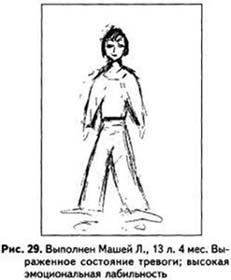 Рис. 29. Выполнен Машей Л., 13 л. 4 мес. Вы-
раженное состояние тревоги; высокая
эмоциональная лабильность